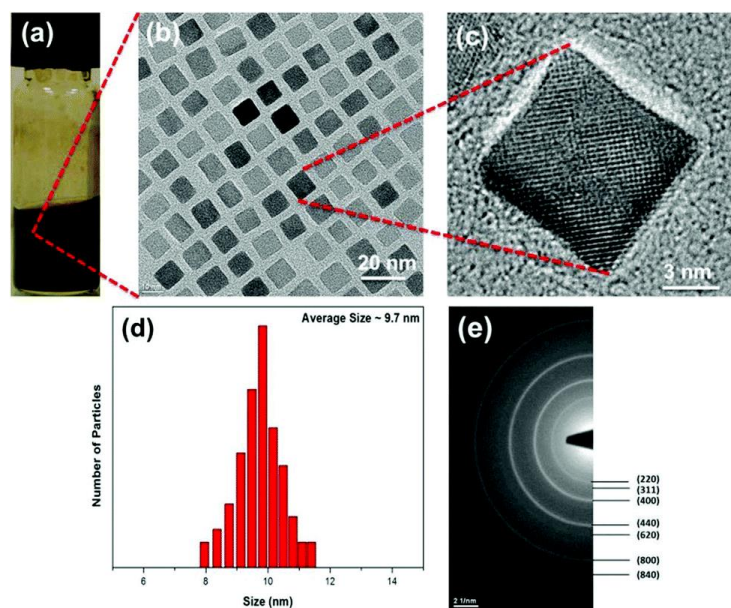 (a)
(b)
20 nm
(c)
3 nm
(d)
Average Size ~ 9.7 nm
Number of Particles
6 8 10 12 14
Size (nm)
(e)
(220)
(311)
(400)
(440)
(620)
(800)
(840)
2 1/nm